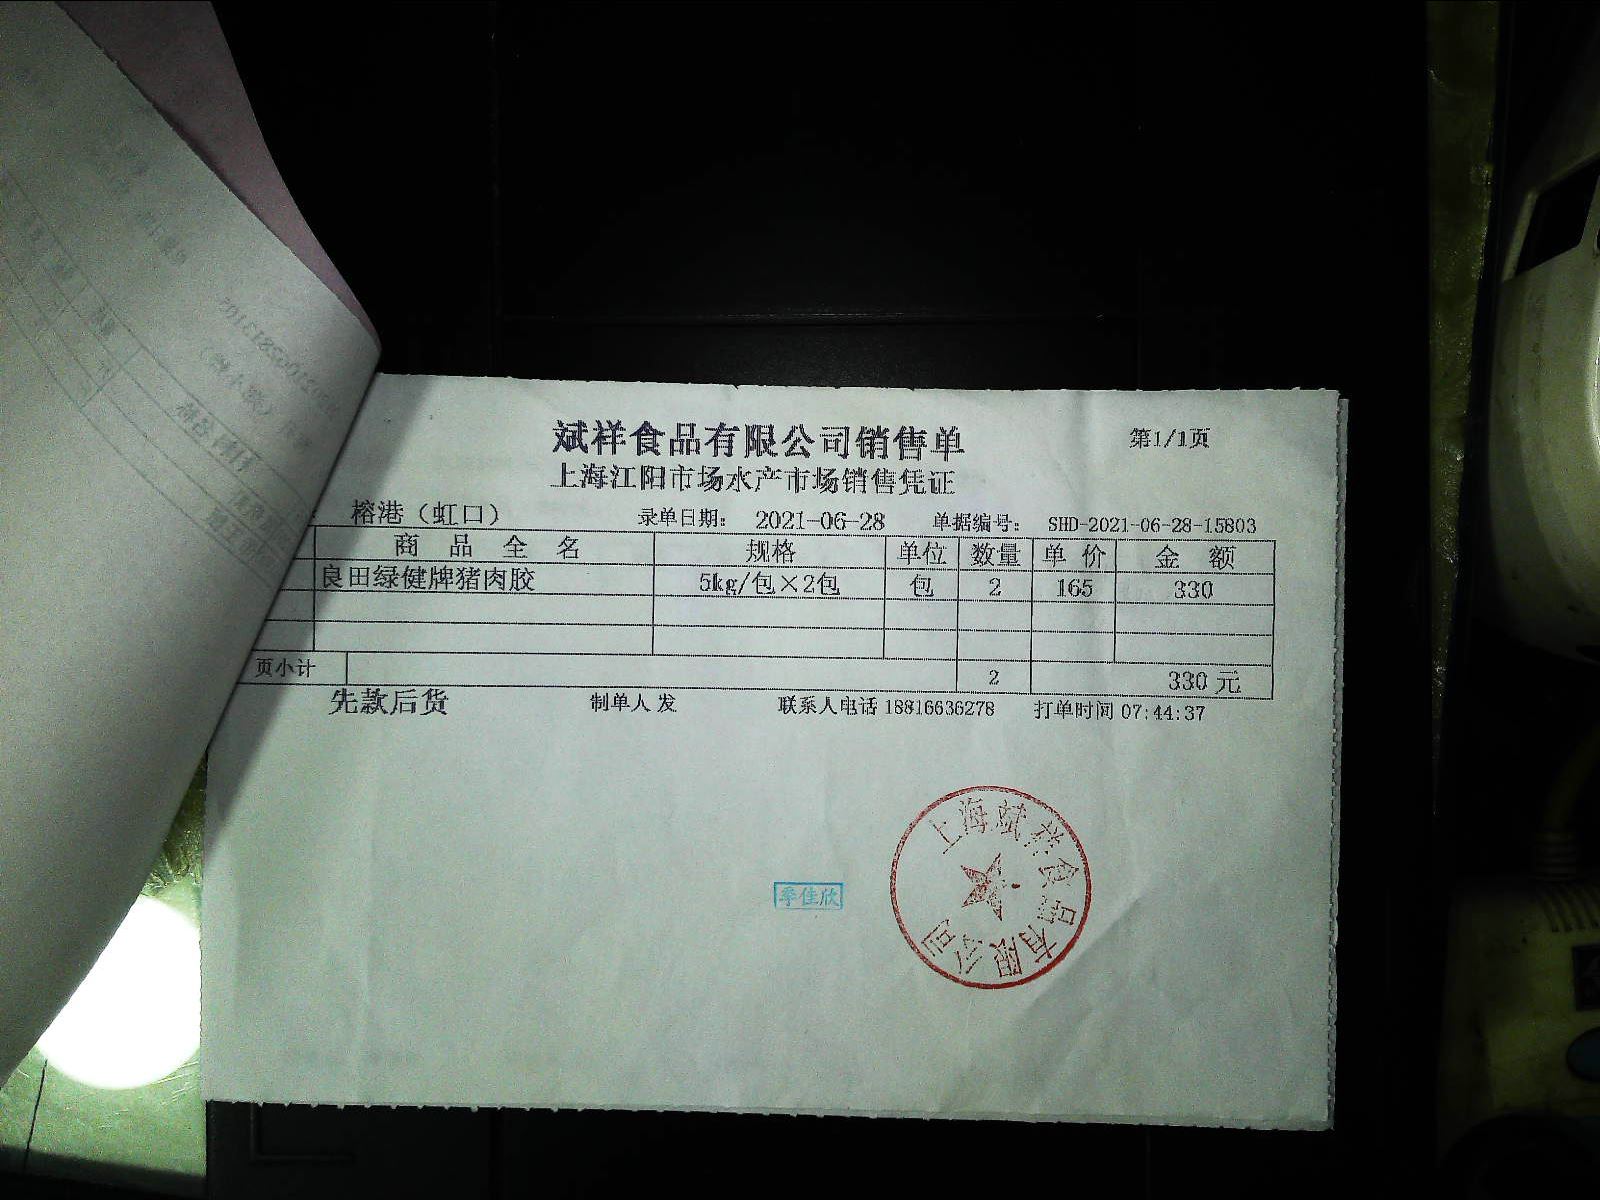 斌祥食品有限公司销售单 第1/1页
上海江阳市场水产市场销售凭证
榕港（虹口） 录单日期： 2021-06-28 单据编号： SHD-2021-06-28-15803
商品全名 规格 单位 数量 单价 金额
良田绿健牌猪肉胶 5kg/包×2包 包 2 165 330
页小计 2 330 元
先款后货 制单人 发 联系人电话 18816636278 打单时间 07:44:37
上海斌祥食品有限公司
季佳欣